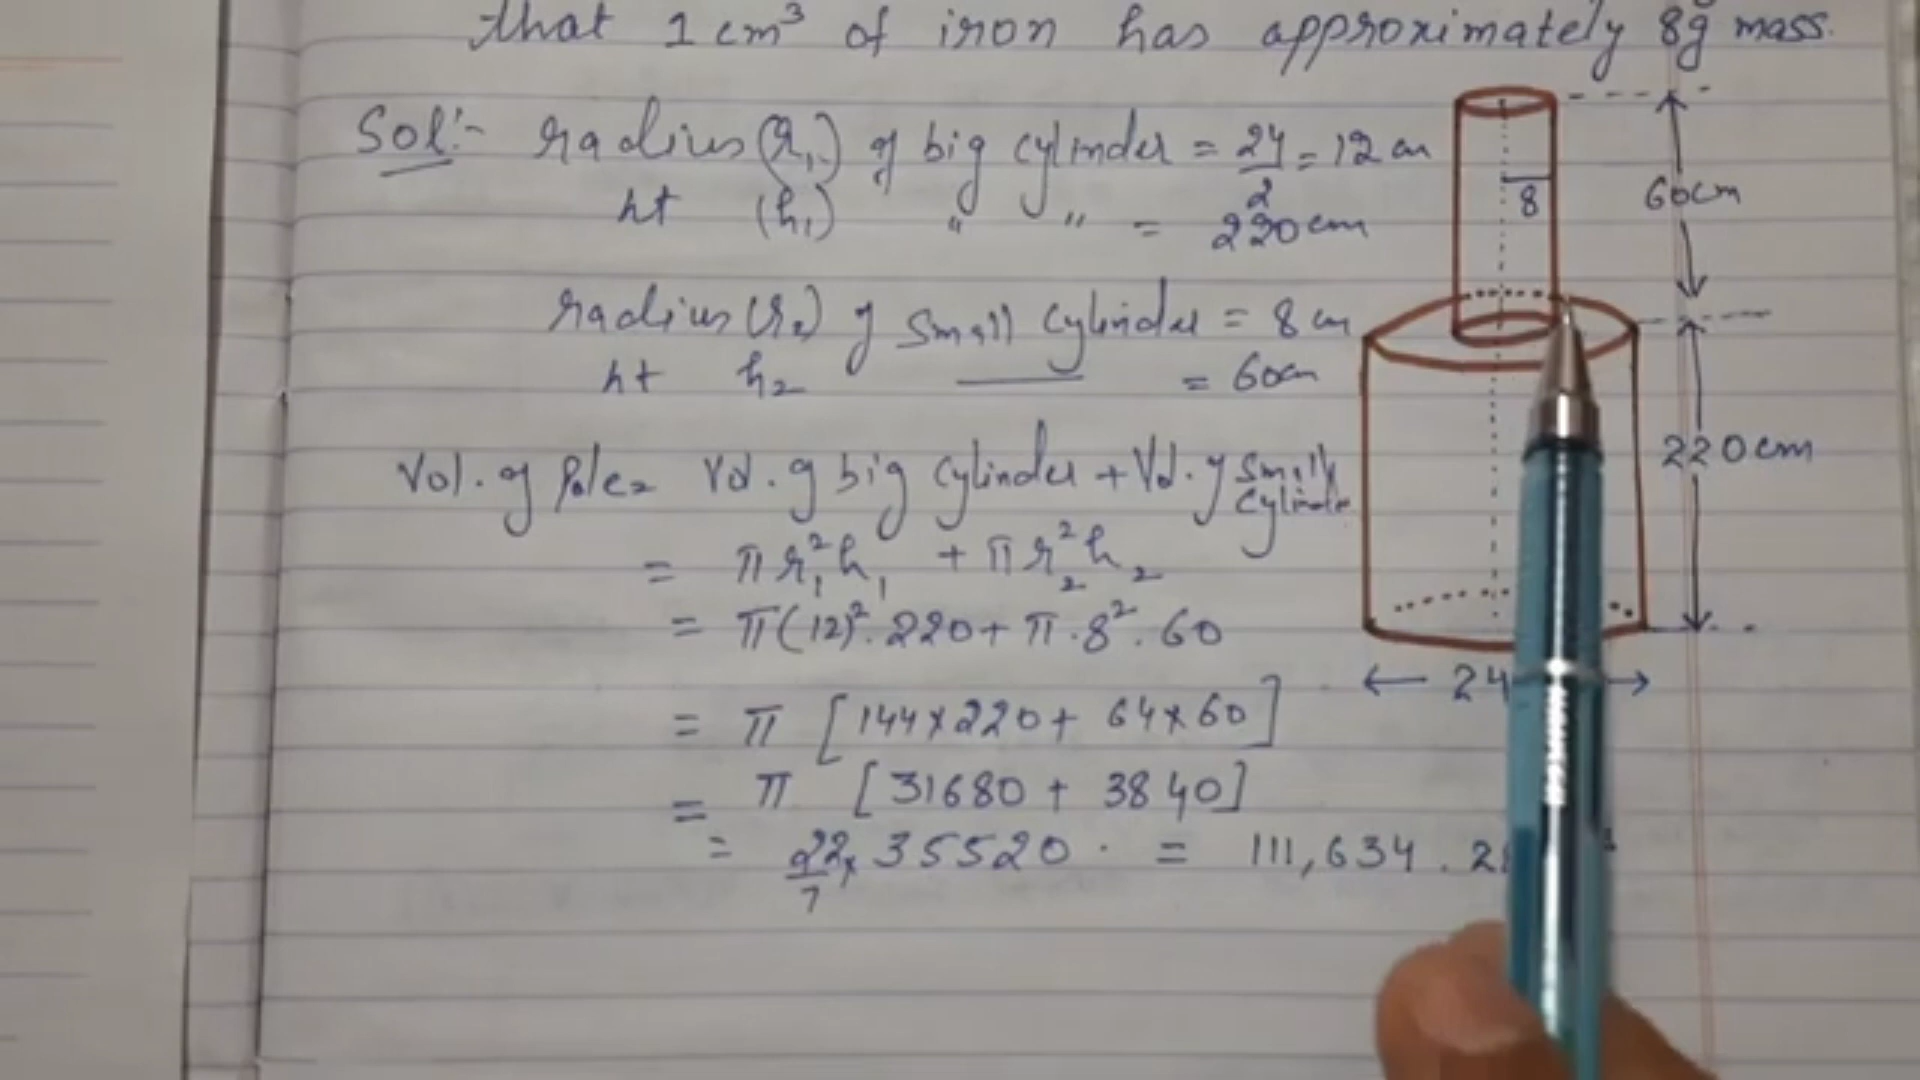 that 1 cm³ of iron has approximately 8g mass.
Sol:- radius (r₁) of big cylinder = 24/2 = 12 cm
ht (h₁) " " = 220cm
radius (r₂) of small cylinder = 8 cm
ht h₂ —— = 60cm
Vol. of Pole = Vol. of big cylinder + Vol. of small cylinder
= πr₁²h₁ + πr₂²h₂
= π(12)².220 + π.8².60
= π [144×220 + 64×60]
= π [31680 + 3840]
= 22/7 × 35520 . = 111,634.2
8
60cm
220cm
← 24 →